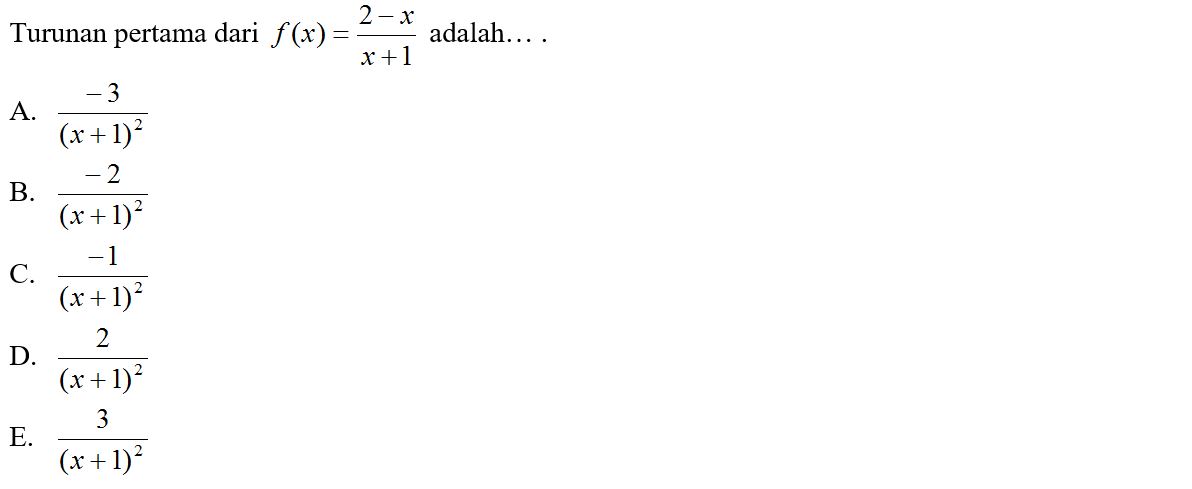 Turunan pertama dari f(x) = \frac{2-x}{x+1} adalah… .
A. \frac{-3}{(x+1)^2}
B. \frac{-2}{(x+1)^2}
C. \frac{-1}{(x+1)^2}
D. \frac{2}{(x+1)^2}
E. \frac{3}{(x+1)^2}